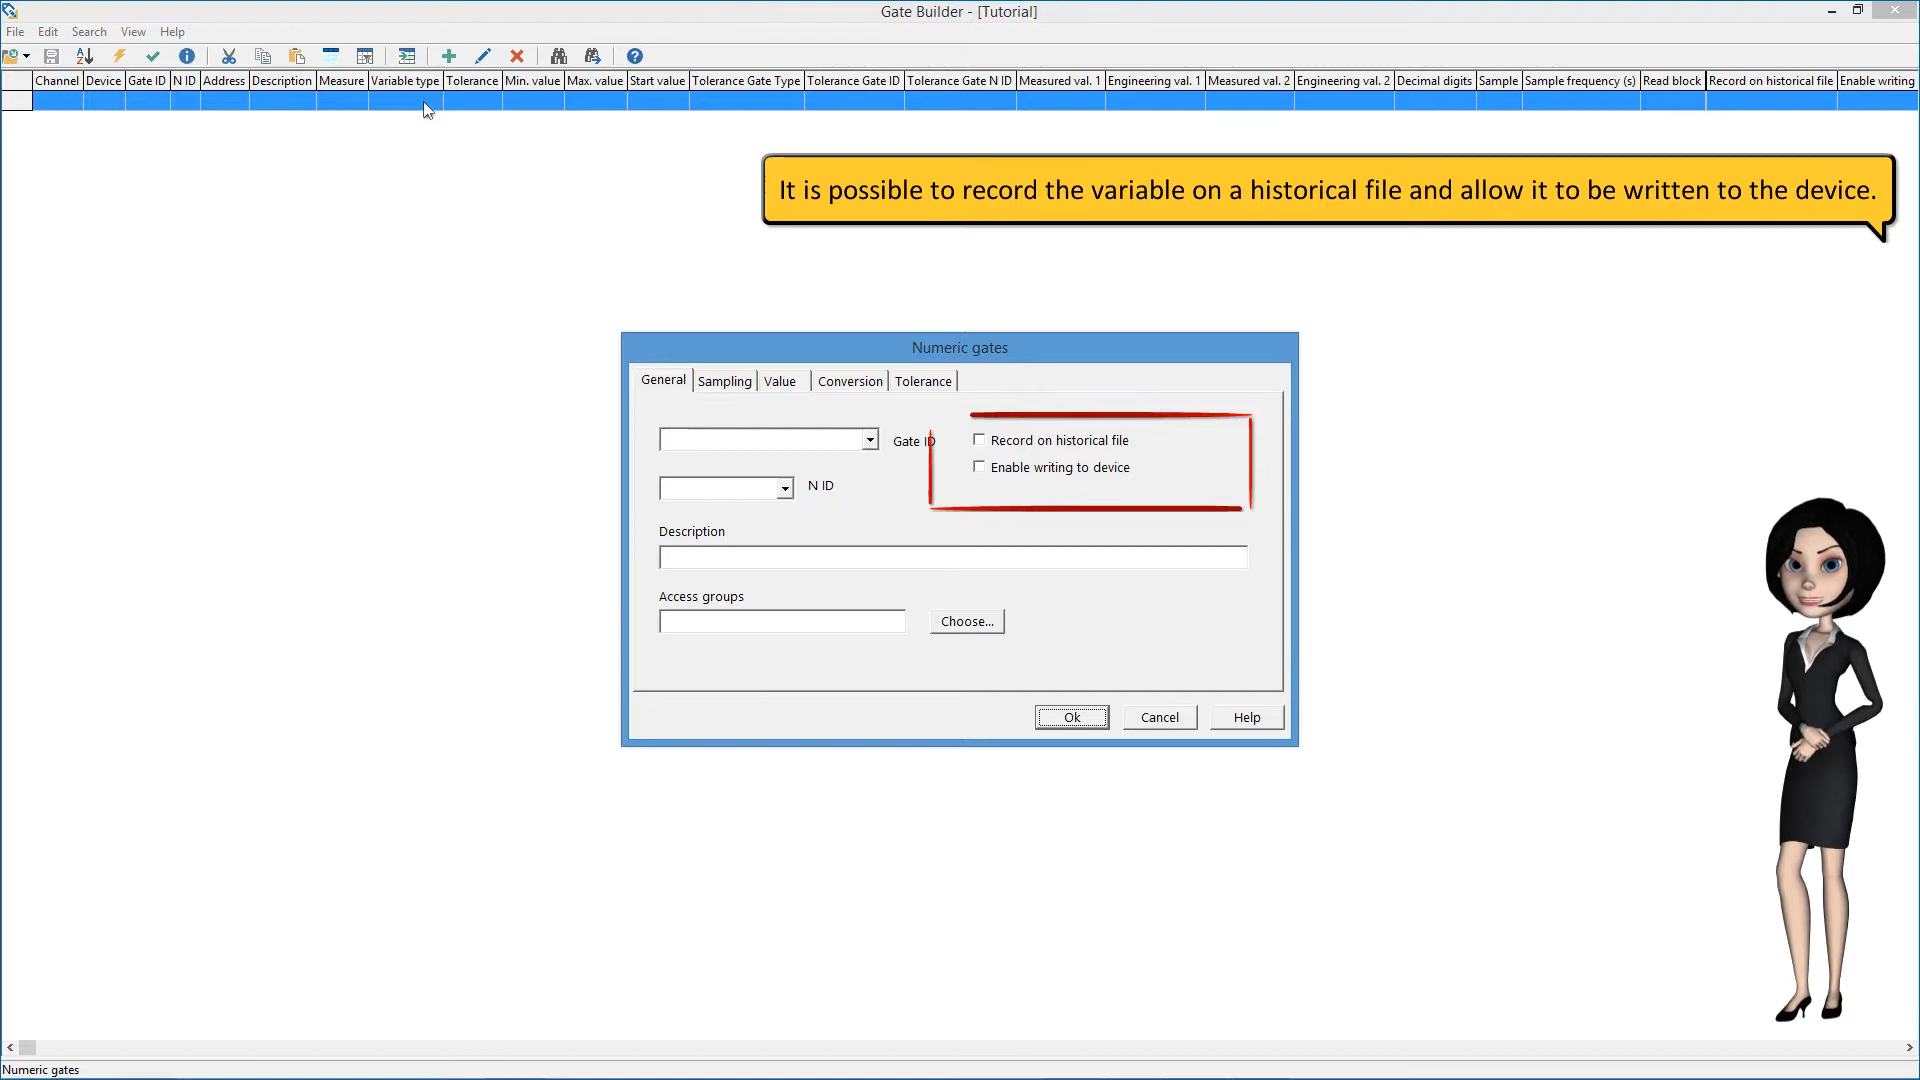 Gate Builder - [Tutorial]
File Edit Search View Help
Channel Device Gate ID N ID Address Description Measure Variable type Tolerance Min. value Max. value Start value Tolerance Gate Type Tolerance Gate ID Tolerance Gate N ID Measured val. 1 Engineering val. 1 Measured val. 2 Engineering val. 2 Decimal digits Sample Sample frequency (s) Read block Record on historical file Enable writing
It is possible to record the variable on a historical file and allow it to be written to the device.
Numeric gates
General Sampling Value Conversion Tolerance
Gate ID
Record on historical file
Enable writing to device
N ID
Description
Access groups
Choose...
Ok Cancel Help
Numeric gates